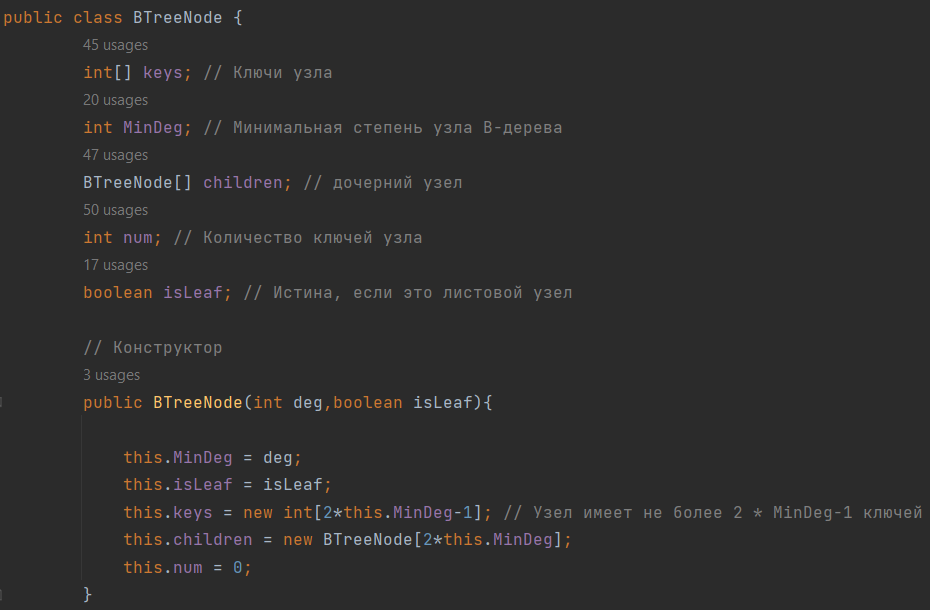 public class BTreeNode {
45 usages
int[] keys; // Ключи узла
20 usages
int MinDeg; // Минимальная степень узла B-дерева
47 usages
BTreeNode[] children; // дочерний узел
50 usages
int num; // Количество ключей узла
17 usages
boolean isLeaf; // Истина, если это листовой узел
// Конструктор
3 usages
public BTreeNode(int deg,boolean isLeaf){
this.MinDeg = deg;
this.isLeaf = isLeaf;
this.keys = new int[2*this.MinDeg-1]; // Узел имеет не более 2 * MinDeg-1 ключей
this.children = new BTreeNode[2*this.MinDeg];
this.num = 0;
}